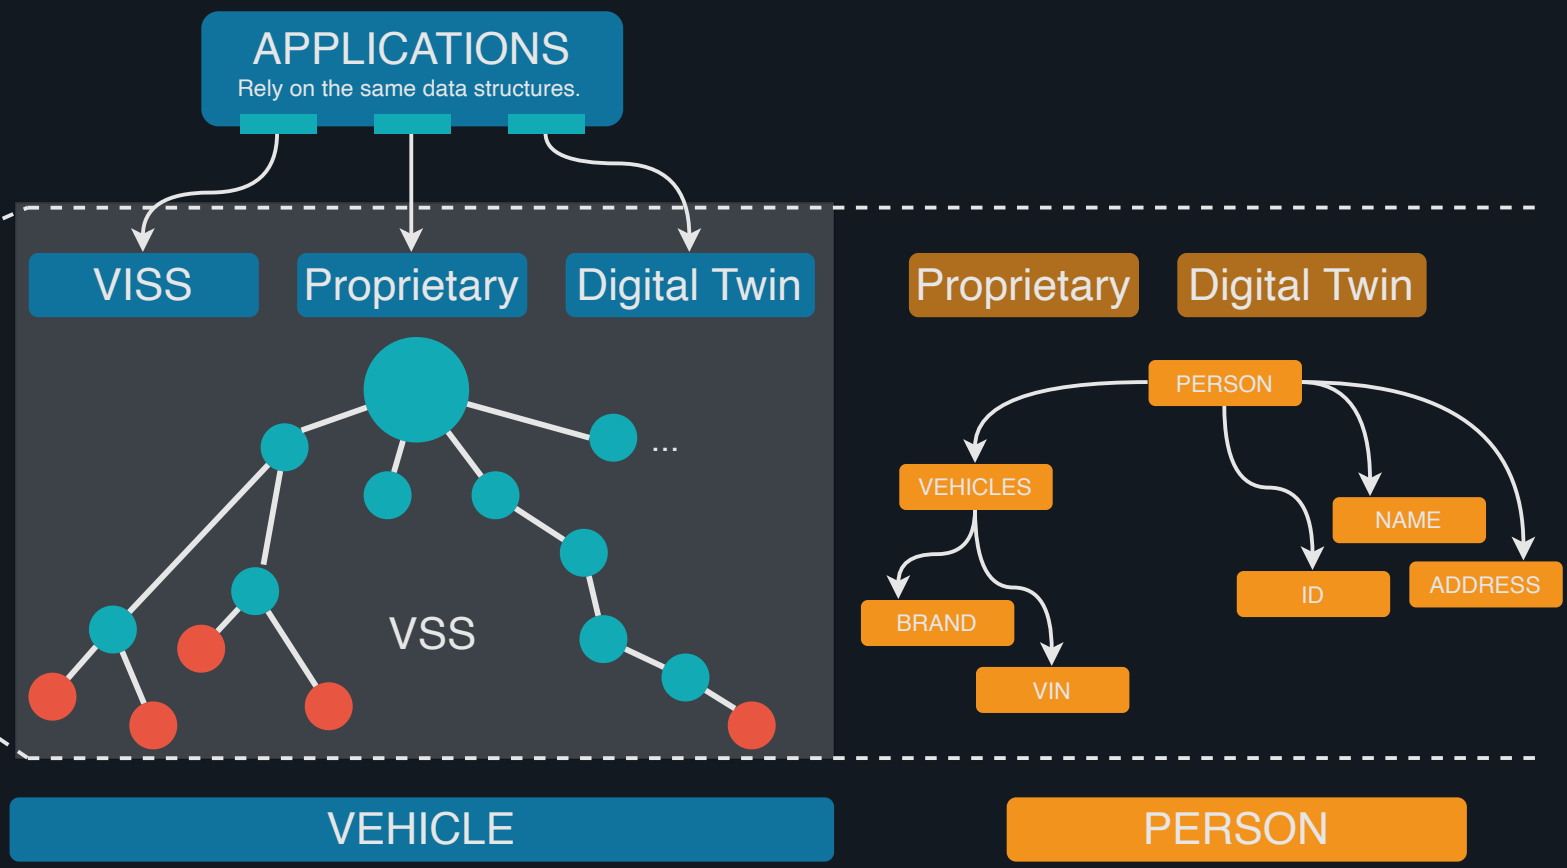 APPLICATIONS
Rely on the same data structures.
VISS
Proprietary
Digital Twin
Proprietary
Digital Twin
...
VSS
PERSON
VEHICLES
NAME
ID
ADDRESS
BRAND
VIN
VEHICLE
PERSON